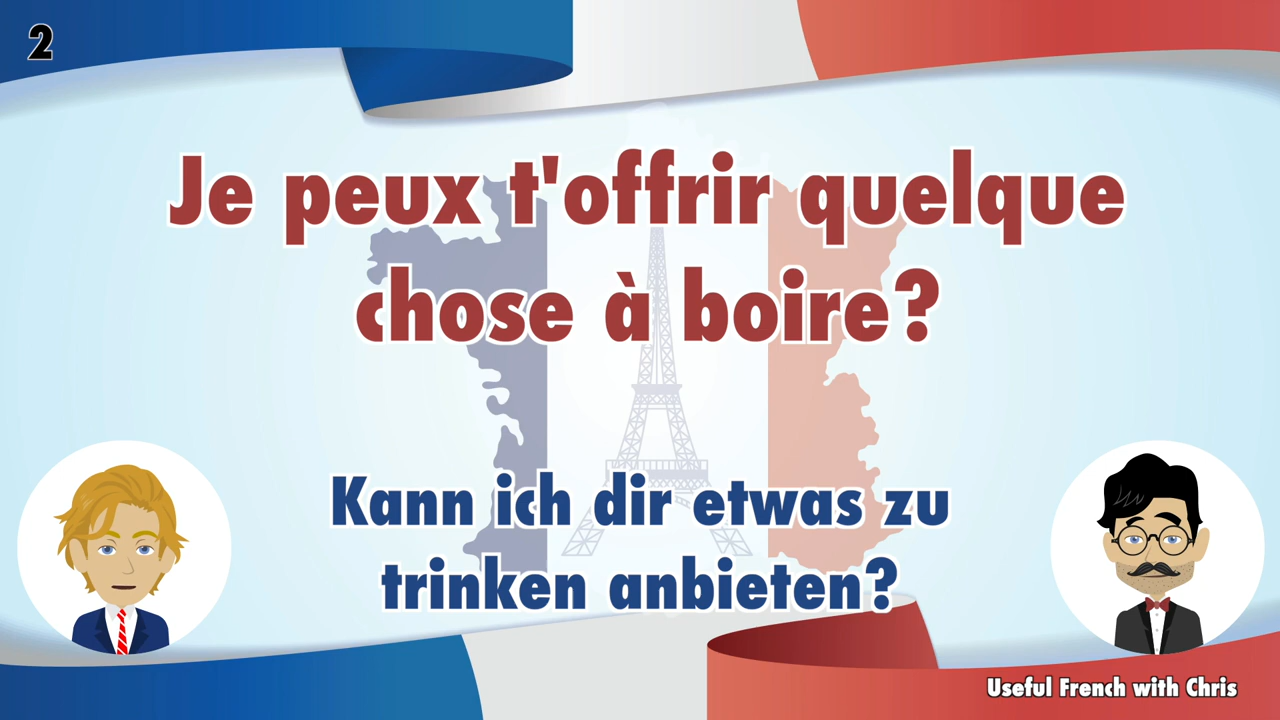 2
Je peux t'offrir quelque
chose à boire?
Kann ich dir etwas zu
trinken anbieten?
Useful French with Chris